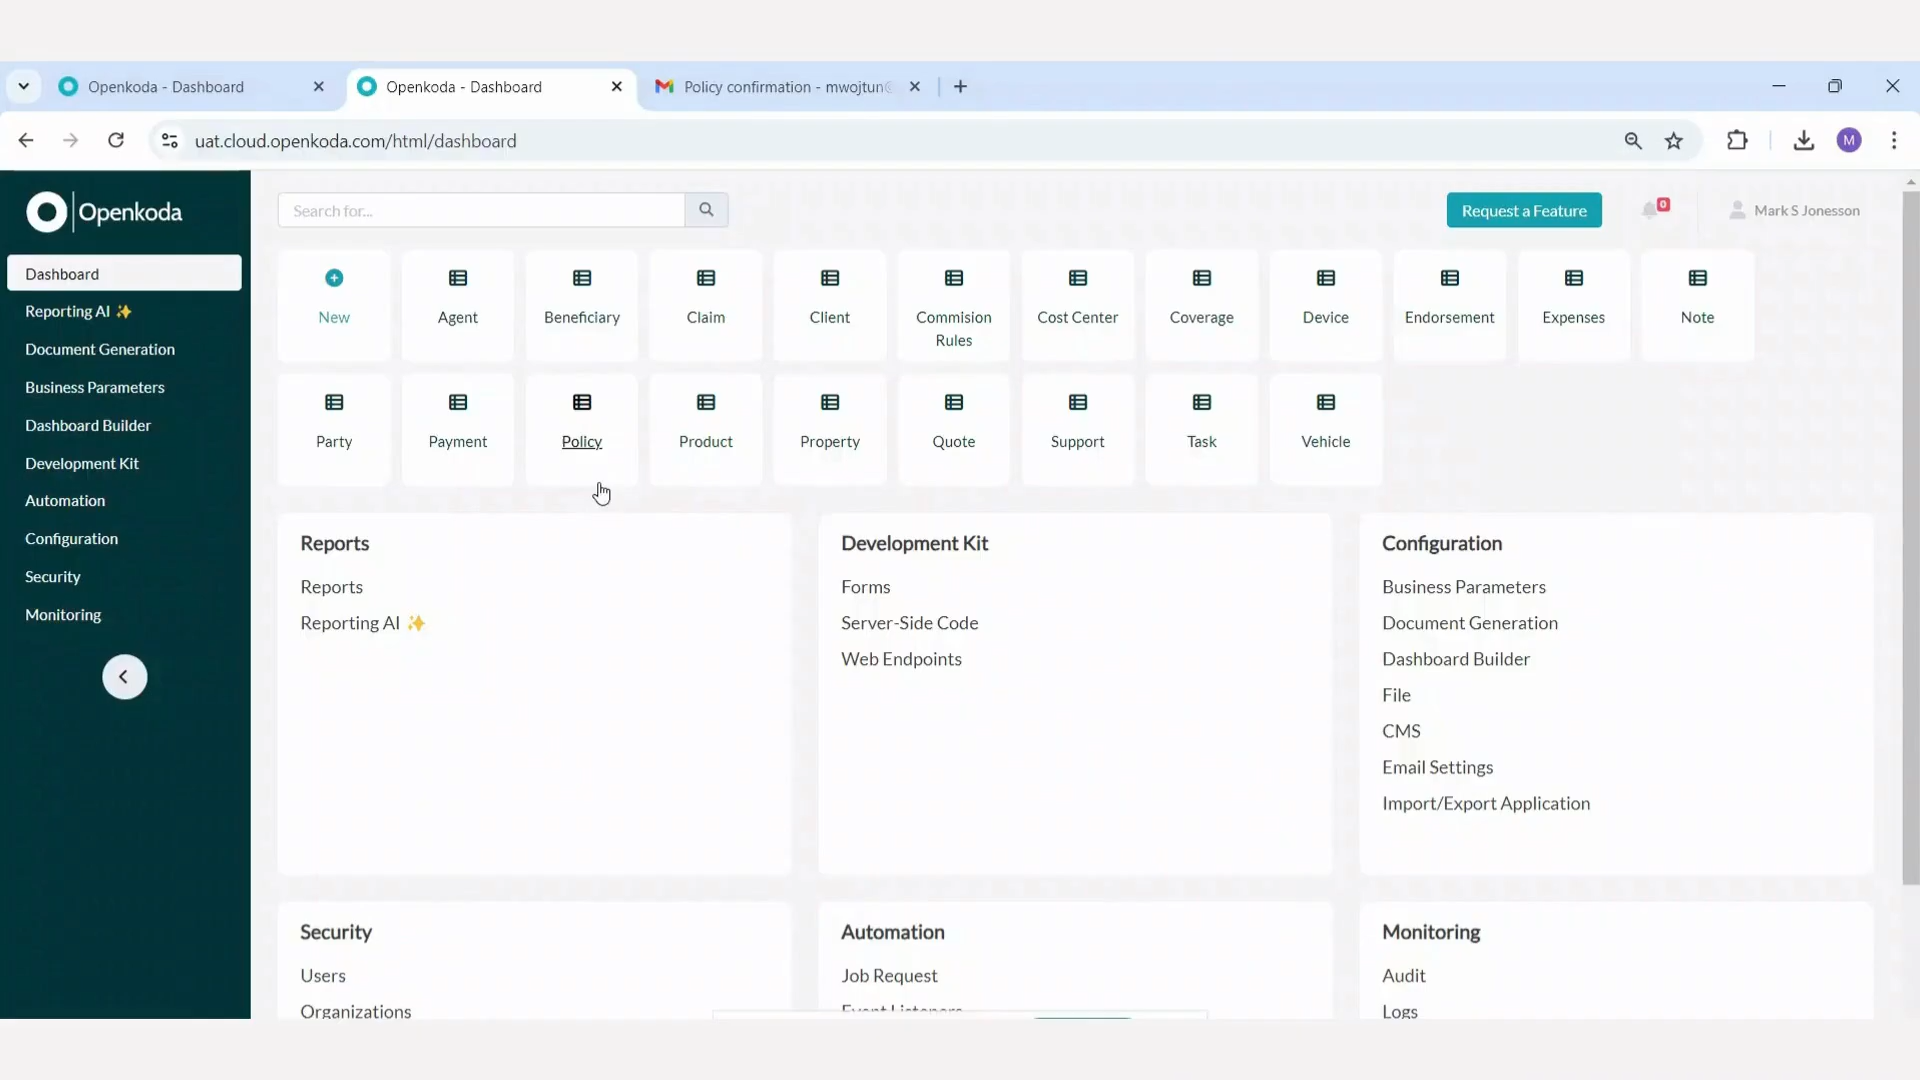 Openkoda - Dashboard
Openkoda - Dashboard
Policy confirmation - mwojtun@
uat.cloud.openkoda.com/html/dashboard
M
Openkoda
Search for...
Request a Feature
0
Mark S Jonesson
Dashboard
Reporting AI ✨
Document Generation
Business Parameters
Dashboard Builder
Development Kit
Automation
Configuration
Security
Monitoring
New
Agent
Beneficiary
Claim
Client
Commision
Rules
Cost Center
Coverage
Device
Endorsement
Expenses
Note
Party
Payment
Policy
Product
Property
Quote
Support
Task
Vehicle
Reports
Reports
Reporting AI ✨
Development Kit
Forms
Server-Side Code
Web Endpoints
Configuration
Business Parameters
Document Generation
Dashboard Builder
File
CMS
Email Settings
Import/Export Application
Security
Users
Organizations
Automation
Job Request
Event Listeners
Monitoring
Audit
Logs